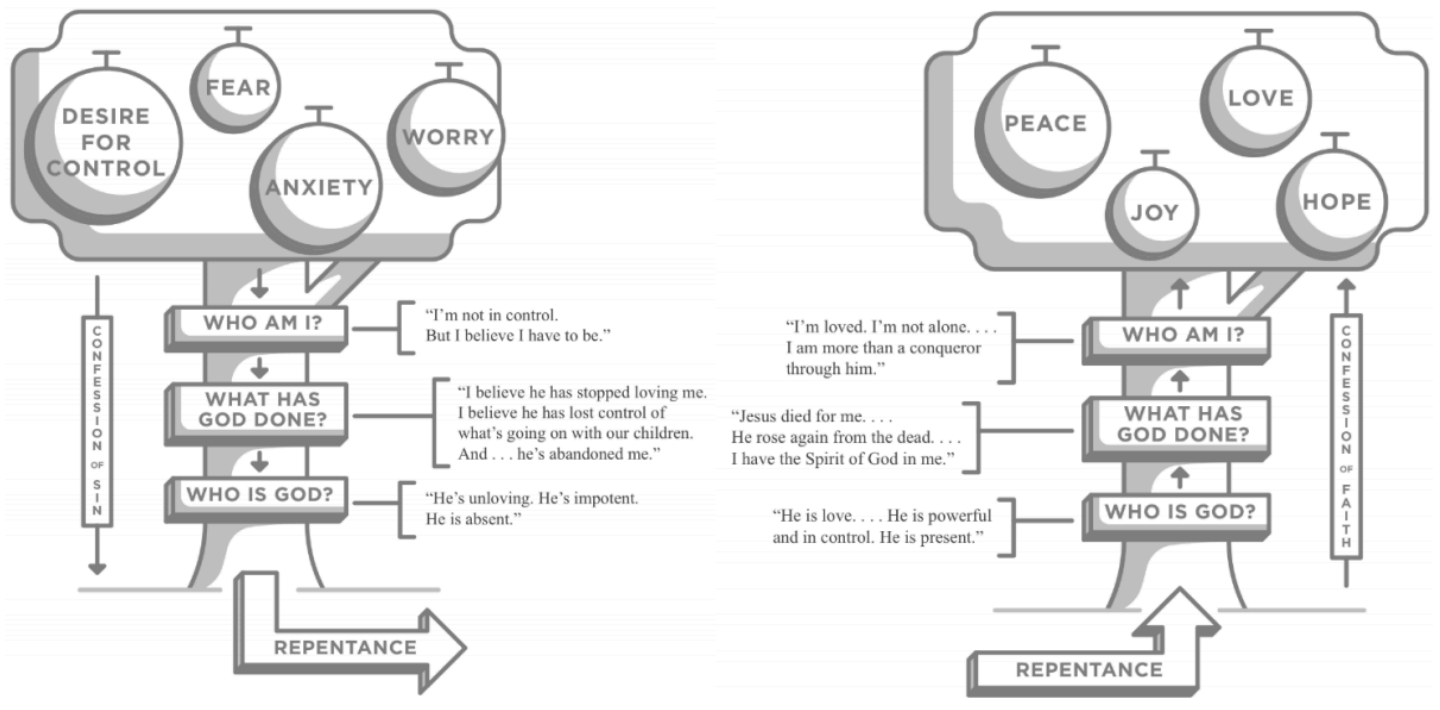 DESIRE
FOR
CONTROL
FEAR
ANXIETY
WORRY
CONFESSION OF SIN
WHO AM I?
“I’m not in control.
But I believe I have to be.”
WHAT HAS
GOD DONE?
“I believe he has stopped loving me.
I believe he has lost control of
what’s going on with our children.
And . . . he’s abandoned me.”
WHO IS GOD?
“He’s unloving. He’s impotent.
He is absent.”
REPENTANCE
PEACE
LOVE
JOY
HOPE
“I’m loved. I’m not alone. . . .
I am more than a conqueror
through him.”
WHO AM I?
“Jesus died for me. . . .
He rose again from the dead. . . .
I have the Spirit of God in me.”
WHAT HAS
GOD DONE?
“He is love. . . . He is powerful
and in control. He is present.”
WHO IS GOD?
CONFESSION OF FAITH
REPENTANCE